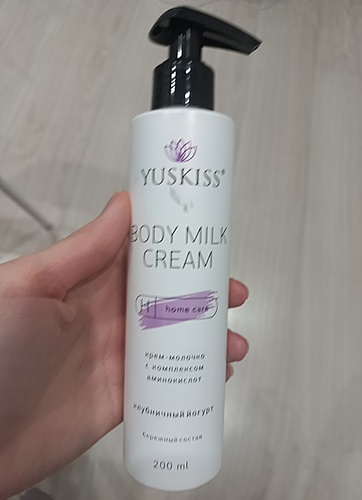 YUSKISS®
BODY MILK
CREAM
H home care
крем-молочко
с комплексом
аминокислот
клубничный йогурт
бережный состав
200 ml